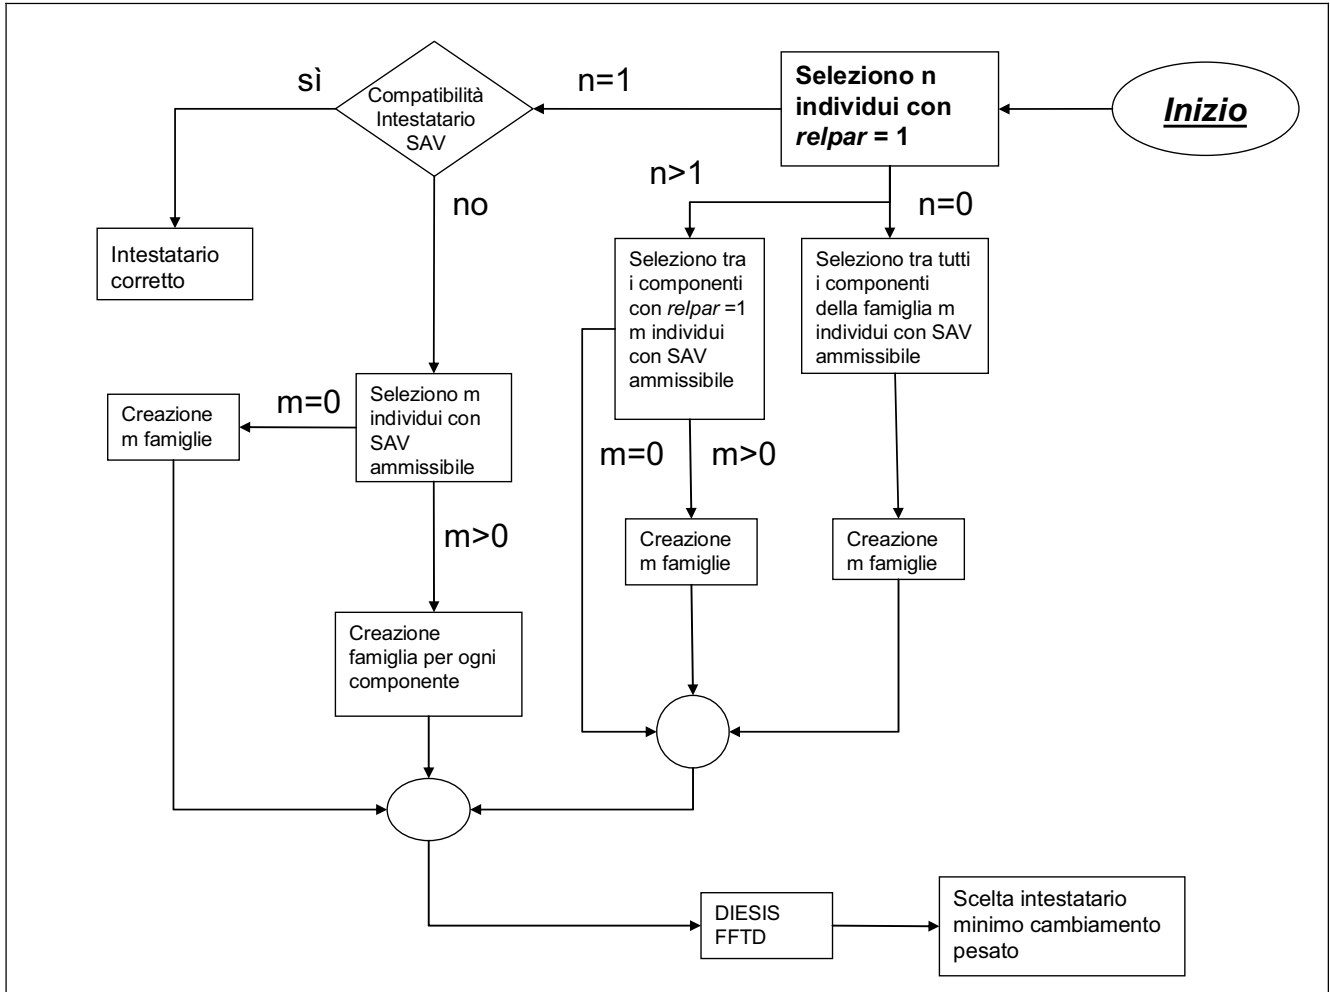 Inizio
Seleziono n
individui con
relpar = 1
n=1
Compatibilità
Intestatario
SAV
sì
Intestatario
corretto
no
n>1
n=0
Seleziono tra
i componenti
con relpar =1
m individui
con SAV
ammissibile
Seleziono tra tutti
i componenti
della famiglia m
individui con SAV
ammissibile
Seleziono m
individui con
SAV
ammissibile
m=0
Creazione
m famiglie
m>0
Creazione
famiglia per ogni
componente
m=0
m>0
Creazione
m famiglie
Creazione
m famiglie
DIESIS
FFTD
Scelta intestatario
minimo cambiamento
pesato